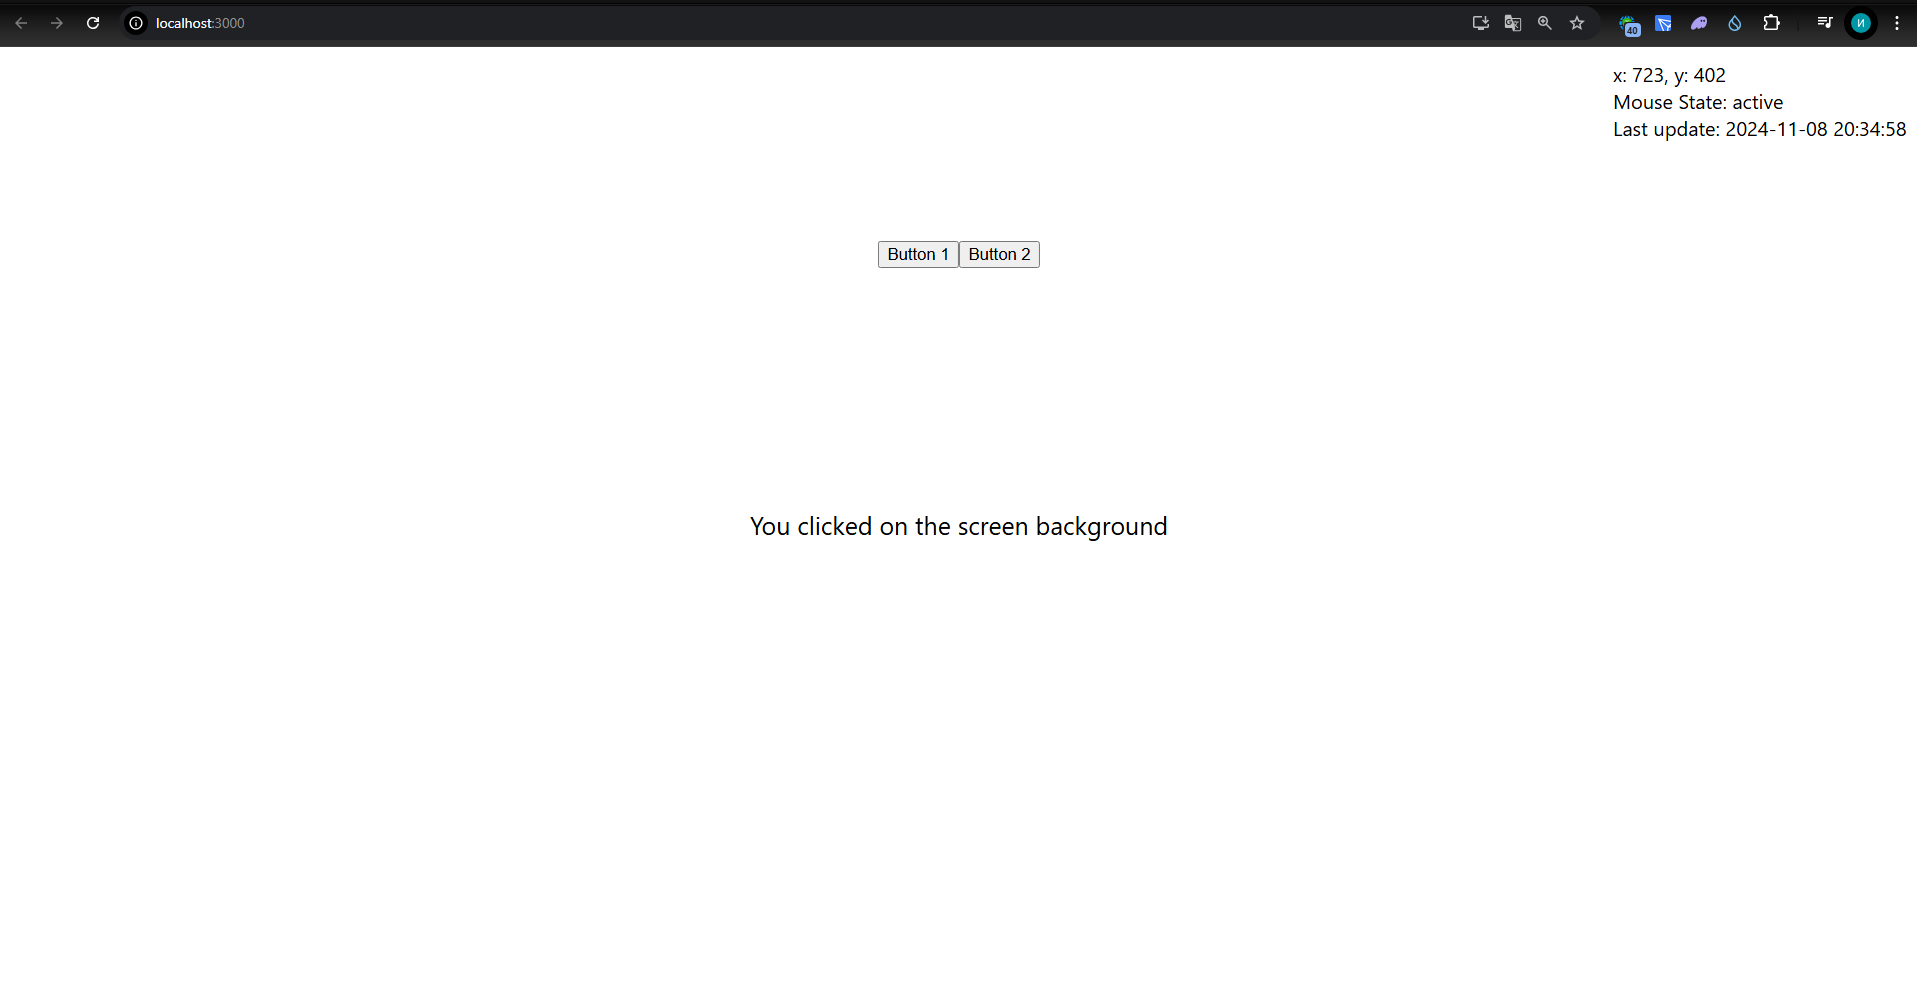 localhost:3000
40
И
x: 723, y: 402
Mouse State: active
Last update: 2024-11-08 20:34:58
Button 1 Button 2
You clicked on the screen background